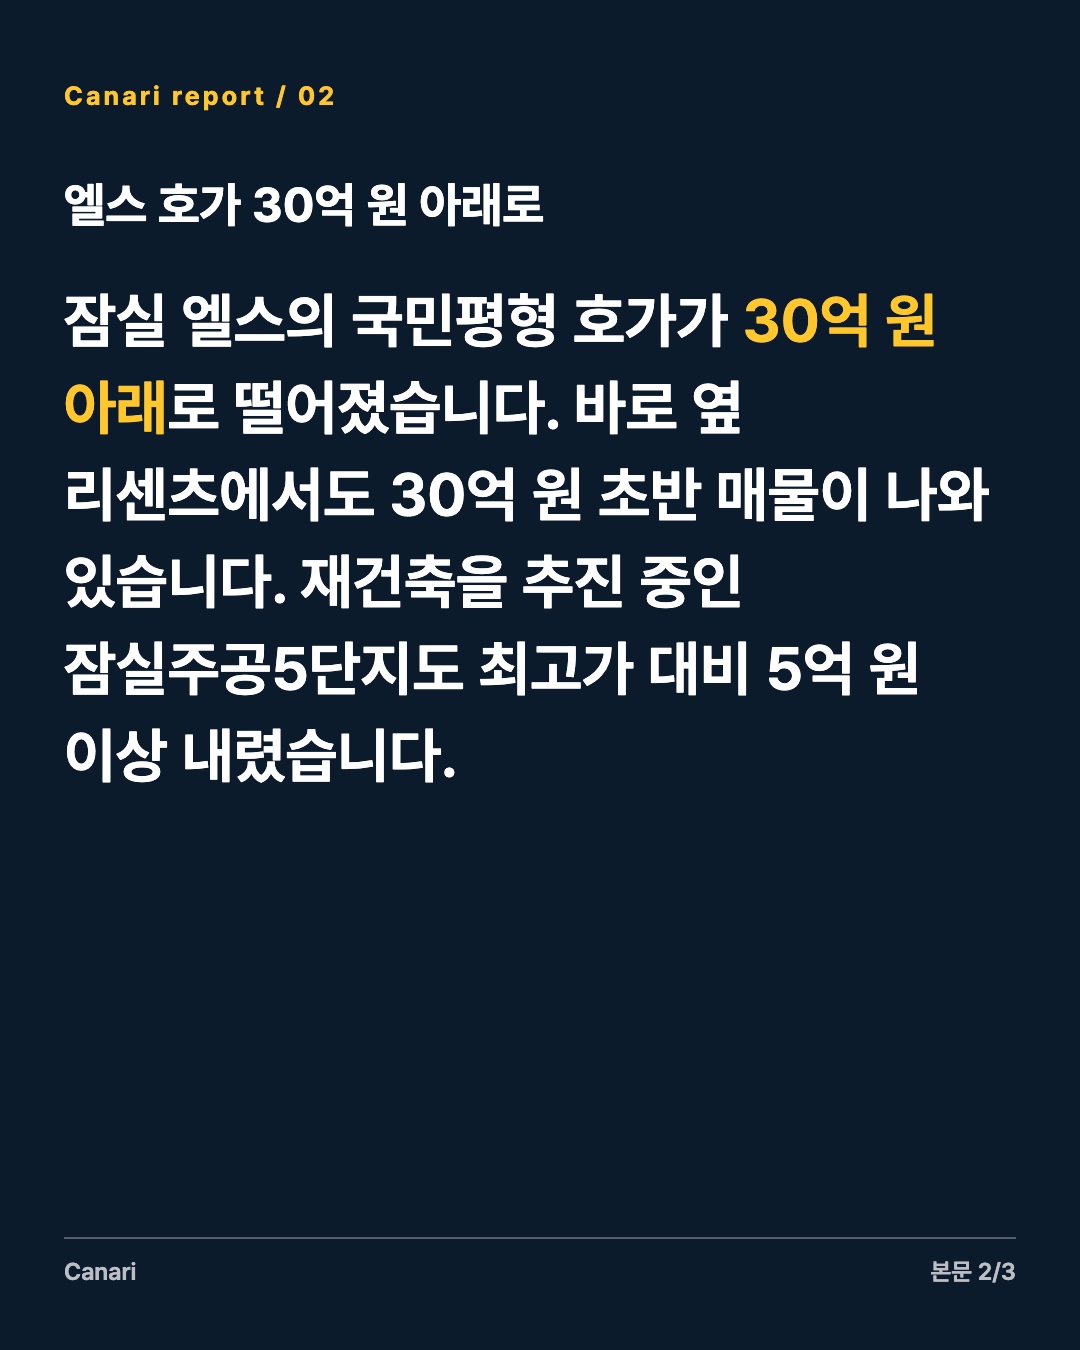 Canari report / 02
엘스 호가 30억 원 아래로
잠실 엘스의 국민평형 호가가 30억 원
아래로 떨어졌습니다. 바로 옆
리센츠에서도 30억 원 초반 매물이 나와
있습니다. 재건축을 추진 중인
잠실주공5단지도 최고가 대비 5억 원
이상 내렸습니다.
Canari
본문 2/3